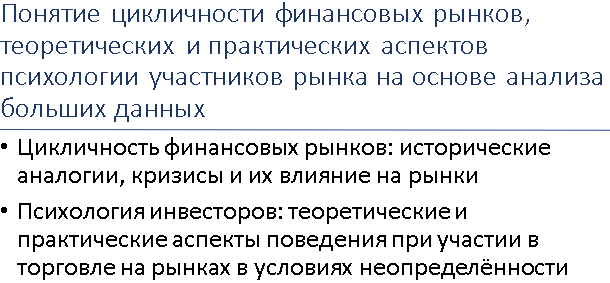 Понятие цикличности финансовых рынков,
теоретических и практических аспектов
психологии участников рынка на основе анализа
больших данных
• Цикличность финансовых рынков: исторические
аналогии, кризисы и их влияние на рынки
• Психология инвесторов: теоретические и
практические аспекты поведения при участии в
торговле на рынках в условиях неопределённости